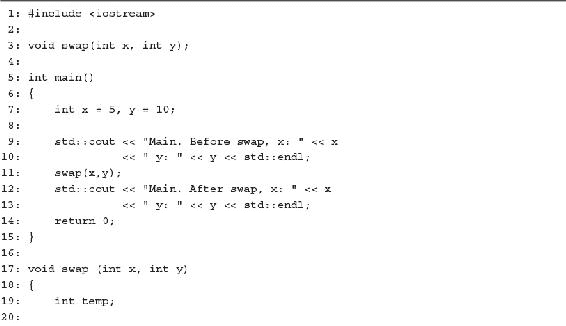 1: #include <iostream>
2:
3: void swap(int x, int y);
4:
5: int main()
6: {
7:     int x = 5, y = 10;
8:
9:     std::cout << "Main. Before swap, x: " << x
10:              << " y: " << y << std::endl;
11:     swap(x,y);
12:     std::cout << "Main. After swap, x: " << x
13:              << " y: " << y << std::endl;
14:     return 0;
15: }
16:
17: void swap (int x, int y)
18: {
19:     int temp;
20: